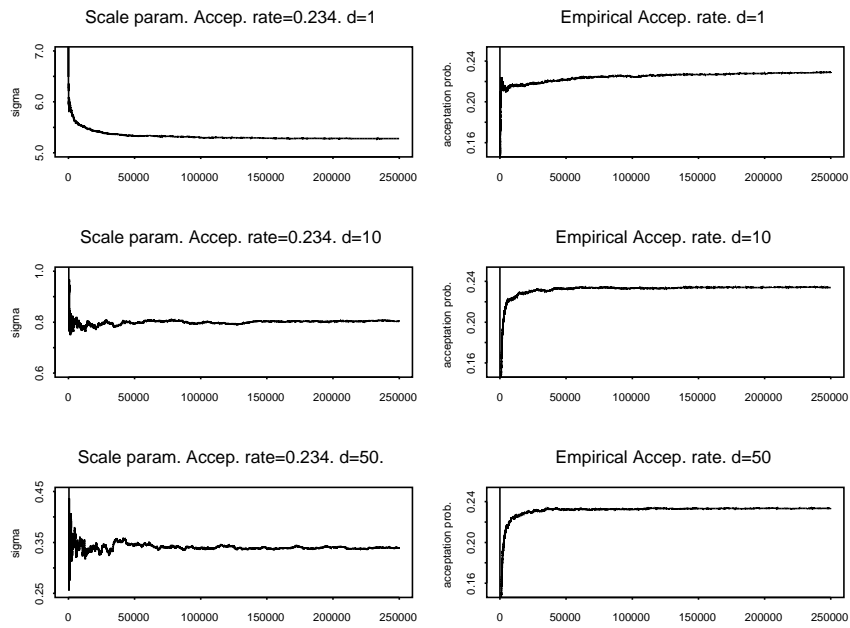 Scale param. Accep. rate=0.234. d=1
sigma
7.0
6.0
5.0
0 50000 100000 150000 200000 250000
Empirical Accep. rate. d=1
acceptation prob.
0.24
0.20
0.16
0 50000 100000 150000 200000 250000
Scale param. Accep. rate=0.234. d=10
sigma
1.0
0.8
0.6
0 50000 100000 150000 200000 250000
Empirical Accep. rate. d=10
acceptation prob.
0.24
0.20
0.16
0 50000 100000 150000 200000 250000
Scale param. Accep. rate=0.234. d=50.
sigma
0.45
0.35
0.25
0 50000 100000 150000 200000 250000
Empirical Accep. rate. d=50
acceptation prob.
0.24
0.20
0.16
0 50000 100000 150000 200000 250000